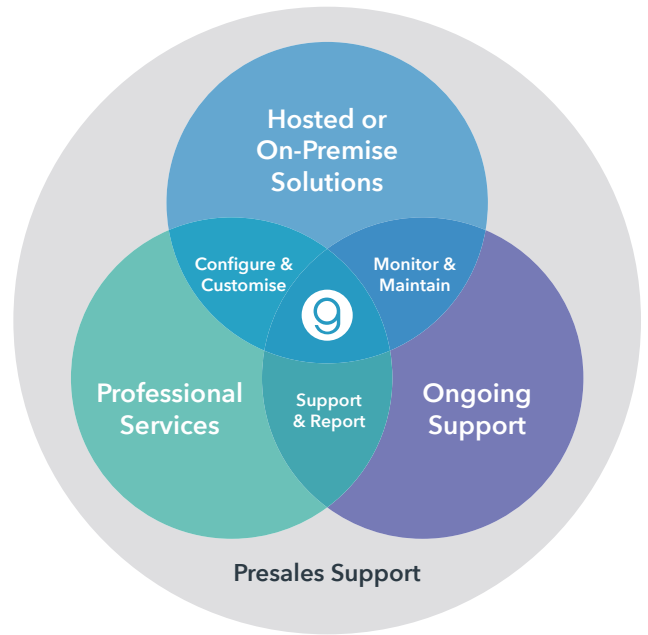 Hosted or
On-Premise
Solutions
Configure &
Customise
Monitor &
Maintain
g
Professional
Services
Support
& Report
Ongoing
Support
Presales Support